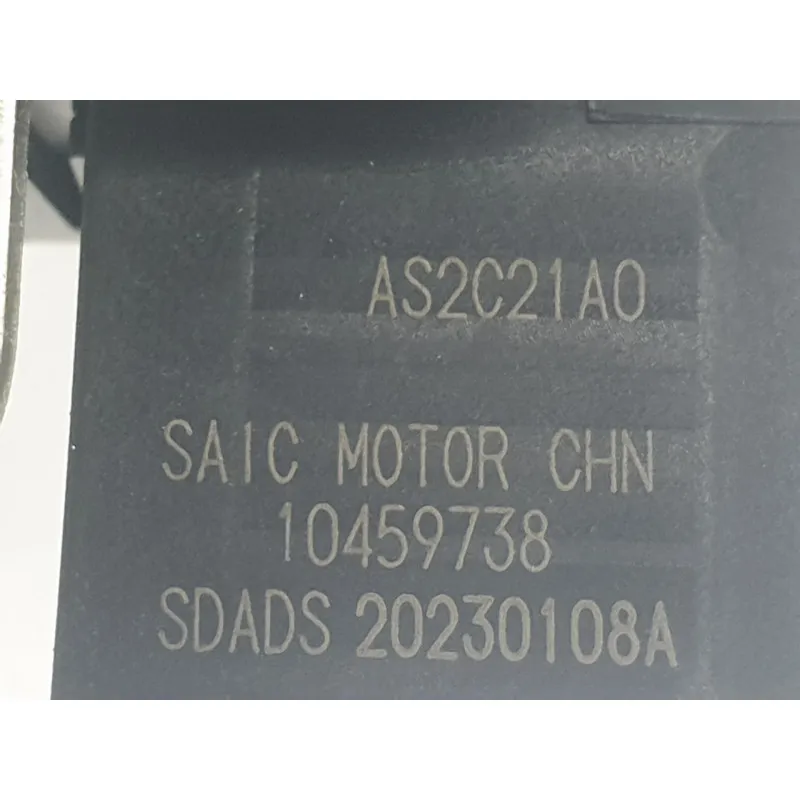 AS2C21A0
SAIC MOTOR CHN
10459738
SDADS 20230108A